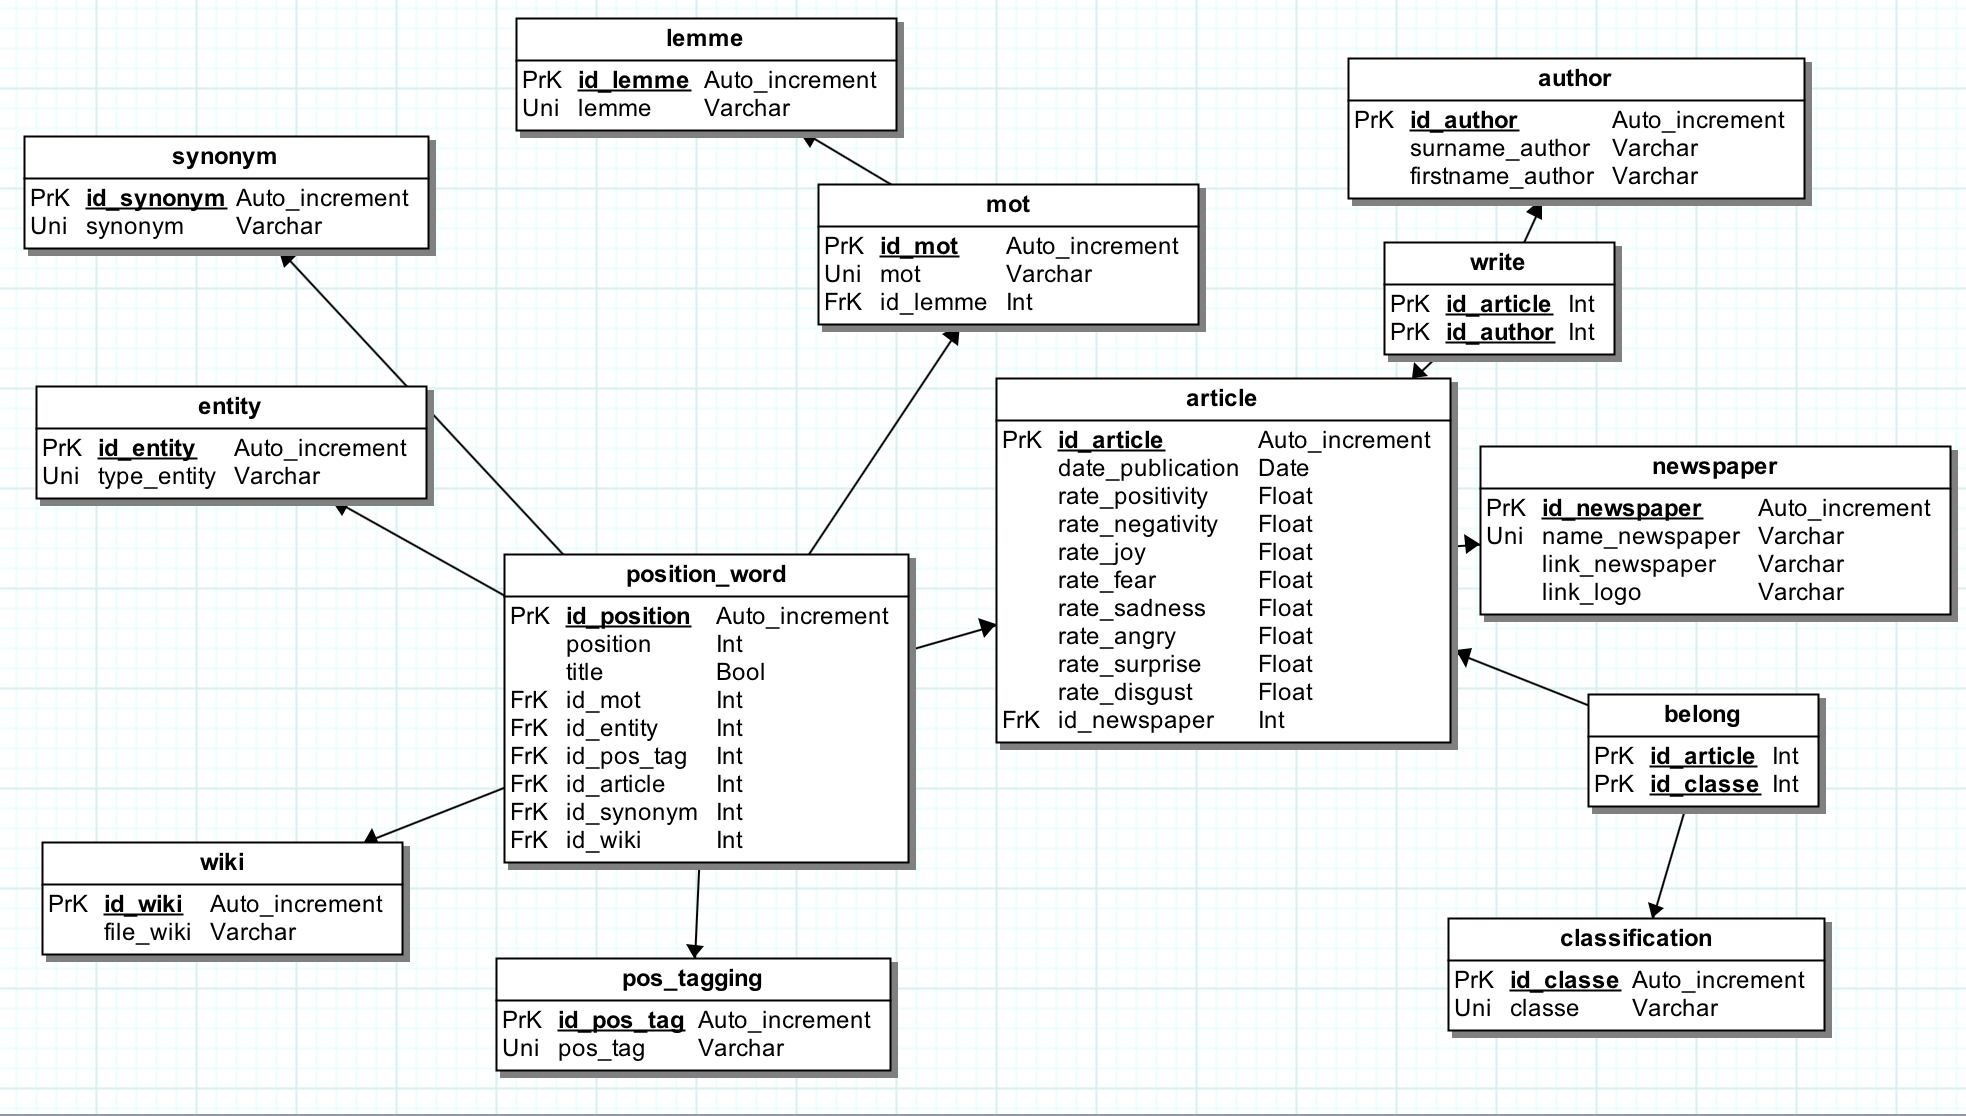 lemme
PrK id_lemme Auto_increment
Uni lemme Varchar
author
PrK id_author Auto_increment
surname_author Varchar
firstname_author Varchar
synonym
PrK id_synonym Auto_increment
Uni synonym Varchar
mot
PrK id_mot Auto_increment
Uni mot Varchar
FrK id_lemme Int
write
PrK id_article Int
PrK id_author Int
entity
PrK id_entity Auto_increment
Uni type_entity Varchar
article
PrK id_article Auto_increment
date_publication Date
rate_positivity Float
rate_negativity Float
rate_joy Float
rate_fear Float
rate_sadness Float
rate_angry Float
rate_surprise Float
rate_disgust Float
FrK id_newspaper Int
newspaper
PrK id_newspaper Auto_increment
Uni name_newspaper Varchar
link_newspaper Varchar
link_logo Varchar
position_word
PrK id_position Auto_increment
position Int
title Bool
FrK id_mot Int
FrK id_entity Int
FrK id_pos_tag Int
FrK id_article Int
FrK id_synonym Int
FrK id_wiki Int
belong
PrK id_article Int
PrK id_classe Int
wiki
PrK id_wiki Auto_increment
file_wiki Varchar
pos_tagging
PrK id_pos_tag Auto_increment
Uni pos_tag Varchar
classification
PrK id_classe Auto_increment
Uni classe Varchar